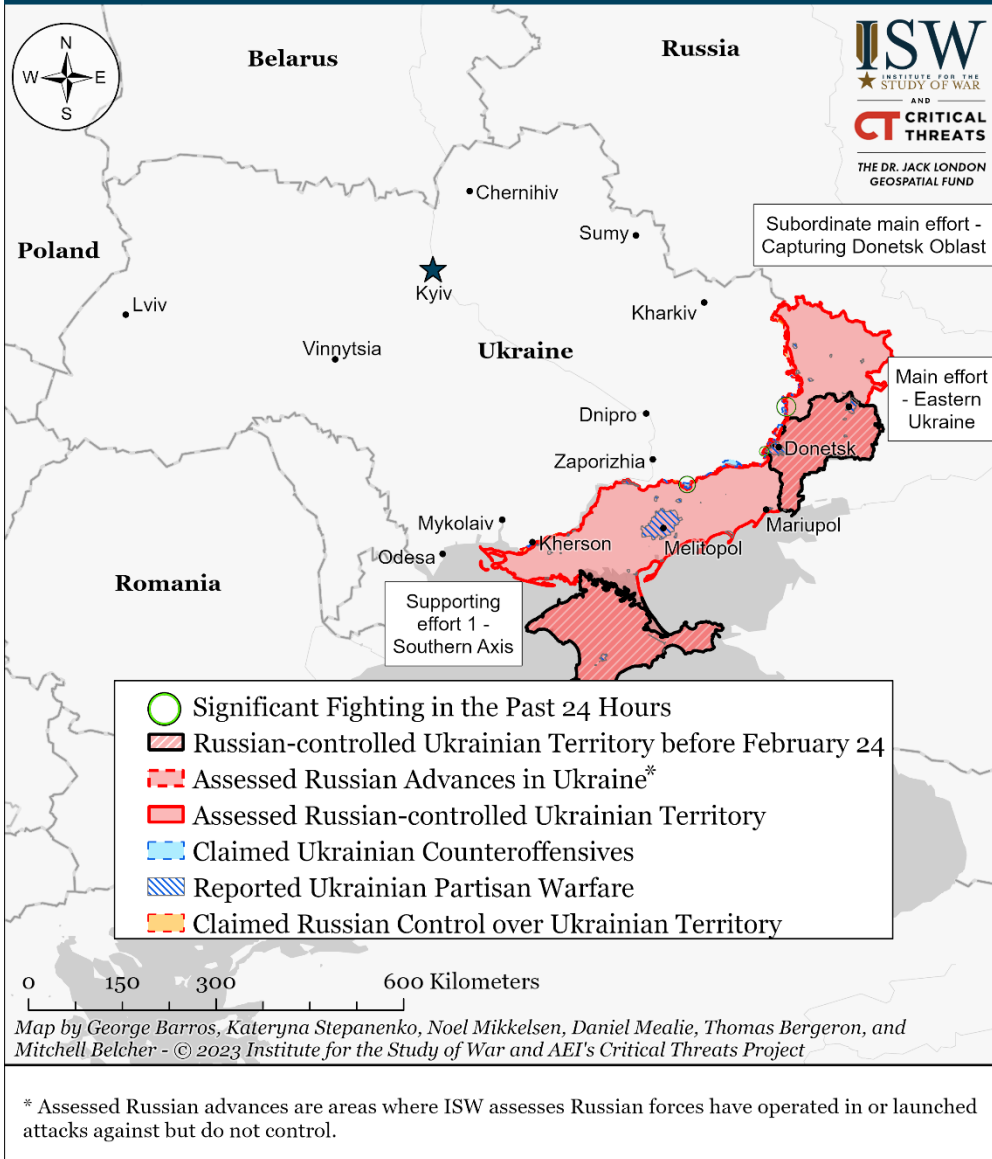 N
W
E
S
Belarus
Russia
ISW
INSTITUTE FOR THE
STUDY OF WAR
AND
CT CRITICAL
THREATS
THE DR. JACK LONDON
GEOSPATIAL FUND
Chernihiv
Subordinate main effort -
Capturing Donetsk Oblast
Sumy
Poland
Kyiv
Lviv
Kharkiv
Vinnytsia
Ukraine
Main effort
- Eastern
Ukraine
Dnipro
Donetsk
Zaporizhia
Mykolaiv
Mariupol
Kherson
Melitopol
Odesa
Romania
Supporting
effort 1 -
Southern Axis
Significant Fighting in the Past 24 Hours
Russian-controlled Ukrainian Territory before February 24
Assessed Russian Advances in Ukraine*
Assessed Russian-controlled Ukrainian Territory
Claimed Ukrainian Counteroffensives
Reported Ukrainian Partisan Warfare
Claimed Russian Control over Ukrainian Territory
0 150 300 600 Kilometers
Map by George Barros, Kateryna Stepanenko, Noel Mikkelsen, Daniel Mealie, Thomas Bergeron, and
Mitchell Belcher - © 2023 Institute for the Study of War and AEI's Critical Threats Project
* Assessed Russian advances are areas where ISW assesses Russian forces have operated in or launched
attacks against but do not control.